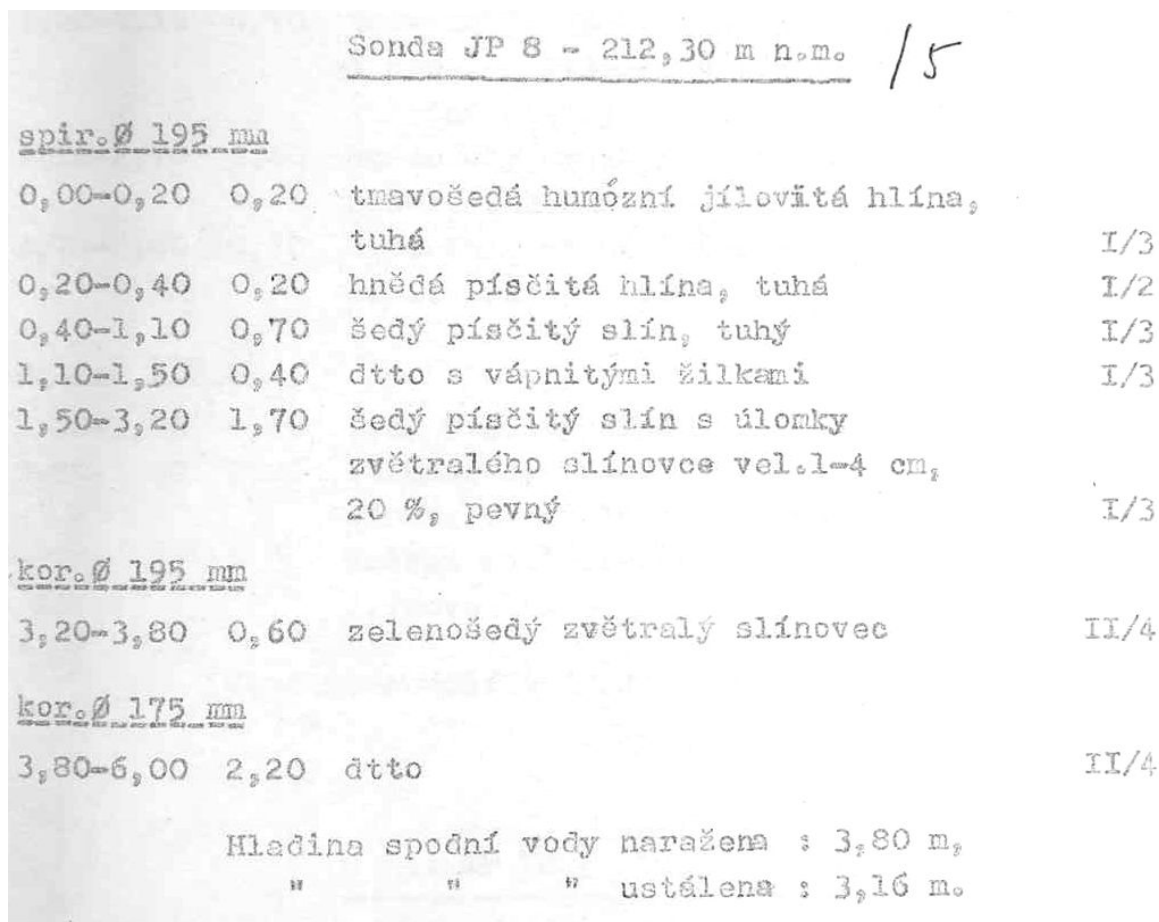 Sonda JP 8 - 212,30 m n.m. /5
spir.Ø 195 mm
0,00-0,20 0,20 tmavošedá humózní jílovitá hlína,
tuhá I/3
0,20-0,40 0,20 hnědá písčitá hlína, tuhá I/2
0,40-1,10 0,70 šedý písčitý slín, tuhý I/3
1,10-1,50 0,40 dtto s vápnitými žilkami I/3
1,50-3,20 1,70 šedý písčitý slín s úlomky
zvětralého slínovce vel.1-4 cm,
20 %, pevný I/3
kor.Ø 195 mm
3,20-3,80 0,60 zelenošedý zvětralý slínovec II/4
kor.Ø 175 mm
3,80-6,00 2,20 dtto II/4
Hladina spodní vody naražena : 3,80 m,
" " " ustálena : 3,16 m.